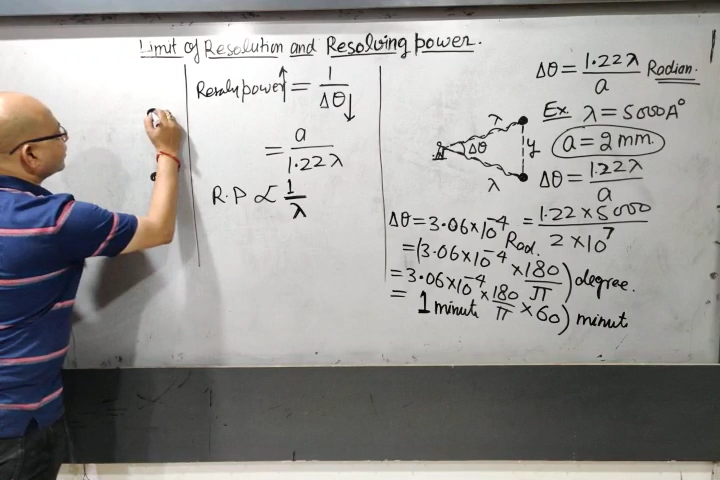 Limit of Resolution and Resolving power.
Resolv power↑ = 1/Δθ↓
= a/1.22λ
R.P ∝ 1/λ
Δθ = 1.22λ/a Radian.
Ex. λ = 5000A°
a = 2 mm.
λ
Δθ
y
λ
Δθ = 1.22λ/a
Δθ = 3.06×10⁻⁴ = 1.22×5000/2×10⁷
Rad.
= (3.06×10⁻⁴ × 180/π) degree.
= 3.06×10⁻⁴ × 180/π × 60) minut
= 1 minute